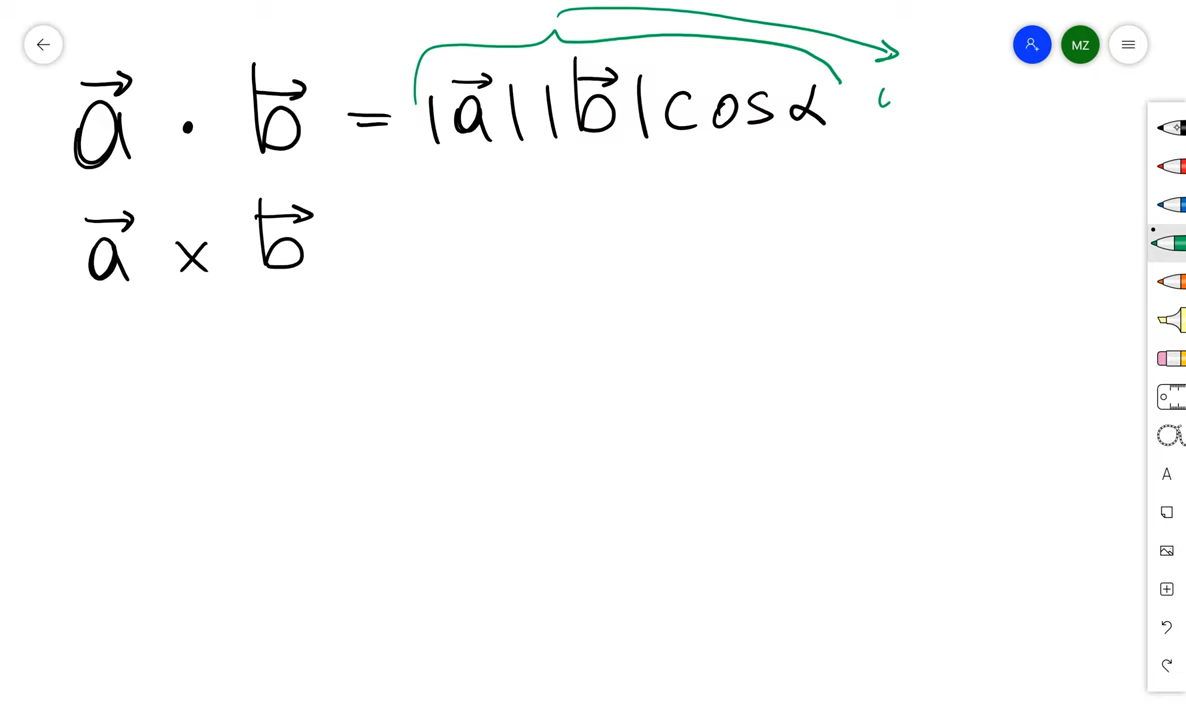 MZ
a⃗ · b⃗ = |a⃗||b⃗|cosα
a⃗ × b⃗
A